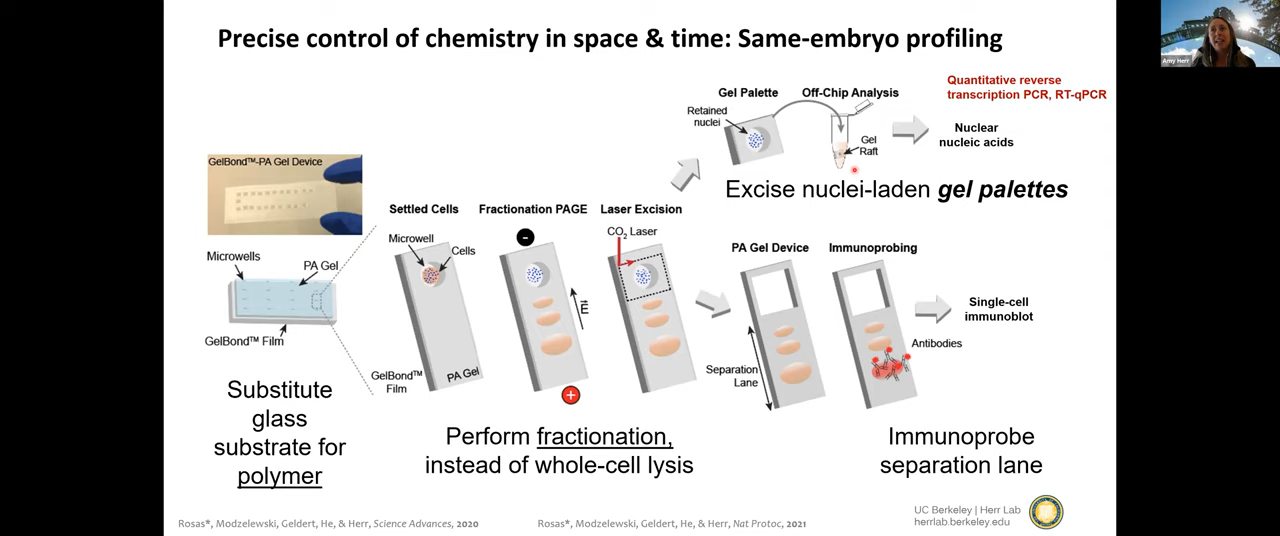 Precise control of chemistry in space & time: Same-embryo profiling
Amy Herr
Quantitative reverse
transcription PCR, RT-qPCR
Gel Palette
Off-Chip Analysis
Retained
nuclei
Gel
Raft
Nuclear
nucleic acids
Excise nuclei-laden gel palettes
GelBond™-PA Gel Device
Microwells
PA Gel
GelBond™ Film
Settled Cells
Fractionation PAGE
Laser Excision
Microwell
Cells
-
CO2 Laser
E
GelBond™
Film
PA Gel
+
PA Gel Device
Immunoprobing
Separation
Lane
Antibodies
Single-cell
immunoblot
Substitute
glass
substrate for
polymer
Perform fractionation,
instead of whole-cell lysis
Immunoprobe
separation lane
Rosas*, Modzelewski, Geldert, He, & Herr, Science Advances, 2020
Rosas*, Modzelewski, Geldert, He, & Herr, Nat Protoc, 2021
UC Berkeley | Herr Lab
herrlab.berkeley.edu